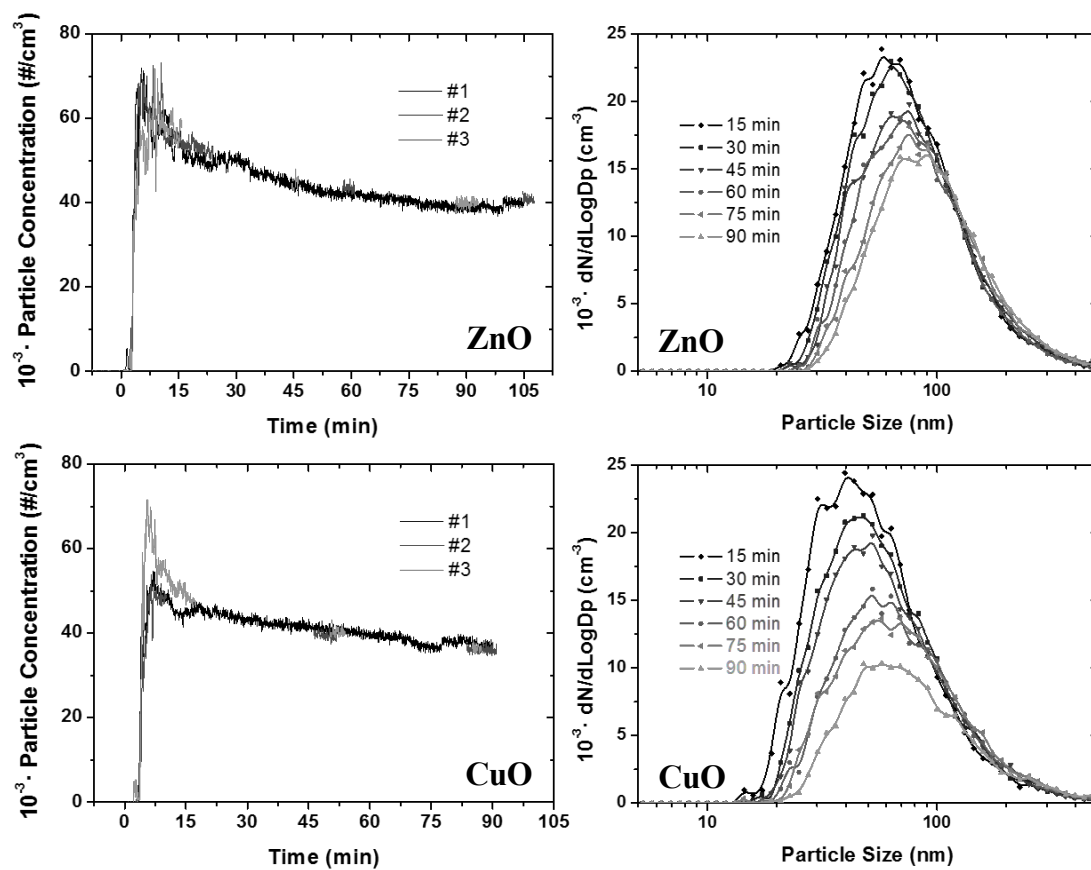 10⁻³· Particle Concentration (#/cm³)
80
60
40
20
0
#1
#2
#3
ZnO
0 15 30 45 60 75 90 105
Time (min)
10⁻³· dN/dLogDp (cm⁻³)
25
20
15
10
5
0
15 min
30 min
45 min
60 min
75 min
90 min
ZnO
10 100
Particle Size (nm)
10⁻³· Particle Concentration (#/cm³)
80
60
40
20
0
#1
#2
#3
CuO
0 15 30 45 60 75 90 105
Time (min)
10⁻³· dN/dLogDp (cm⁻³)
25
20
15
10
5
0
15 min
30 min
45 min
60 min
75 min
90 min
CuO
10 100
Particle Size (nm)